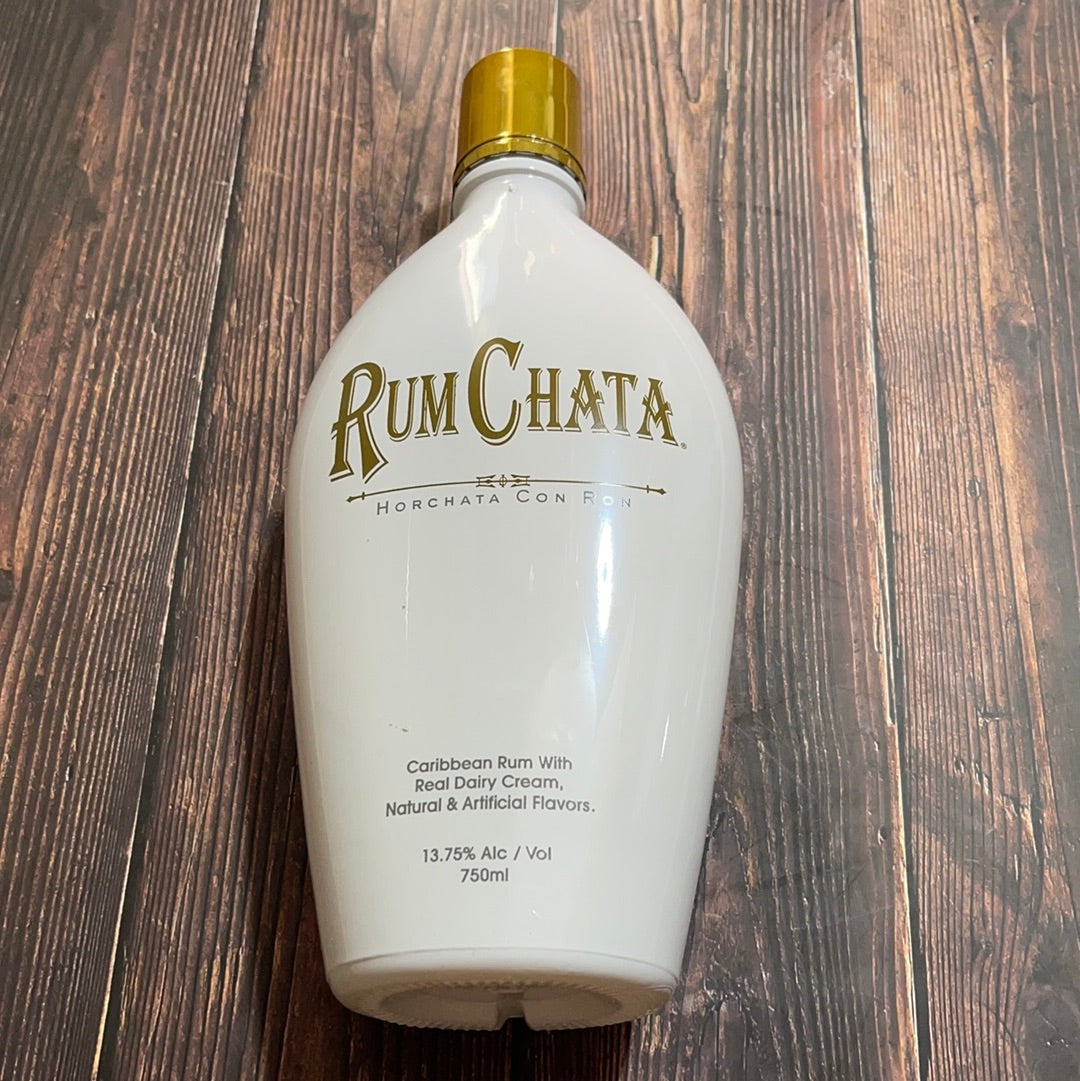 RUMCHATA®
HORCHATA CON RON
Caribbean Rum With
Real Dairy Cream,
Natural & Artificial Flavors.
13.75% Alc / Vol
750ml